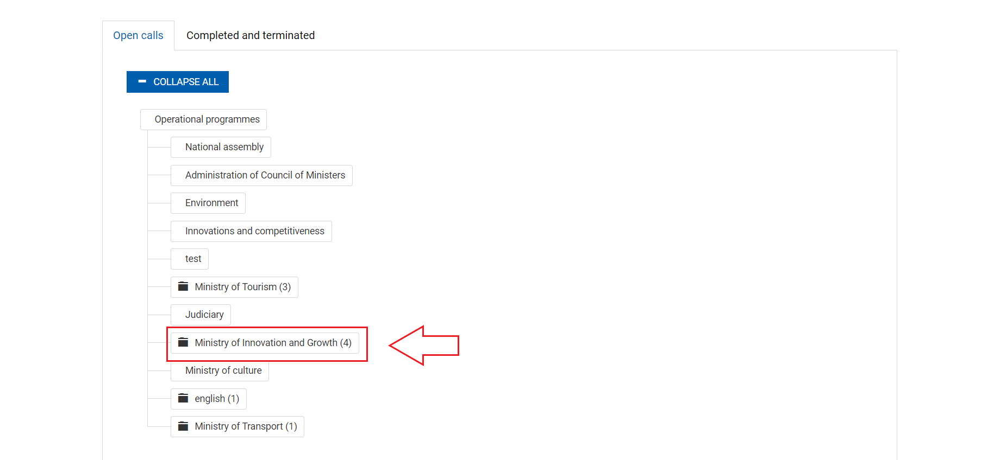 Open calls
Completed and terminated
COLLAPSE ALL
Operational programmes
National assembly
Administration of Council of Ministers
Environment
Innovations and competitiveness
test
Ministry of Tourism (3)
Judiciary
Ministry of Innovation and Growth (4)
Ministry of culture
english (1)
Ministry of Transport (1)